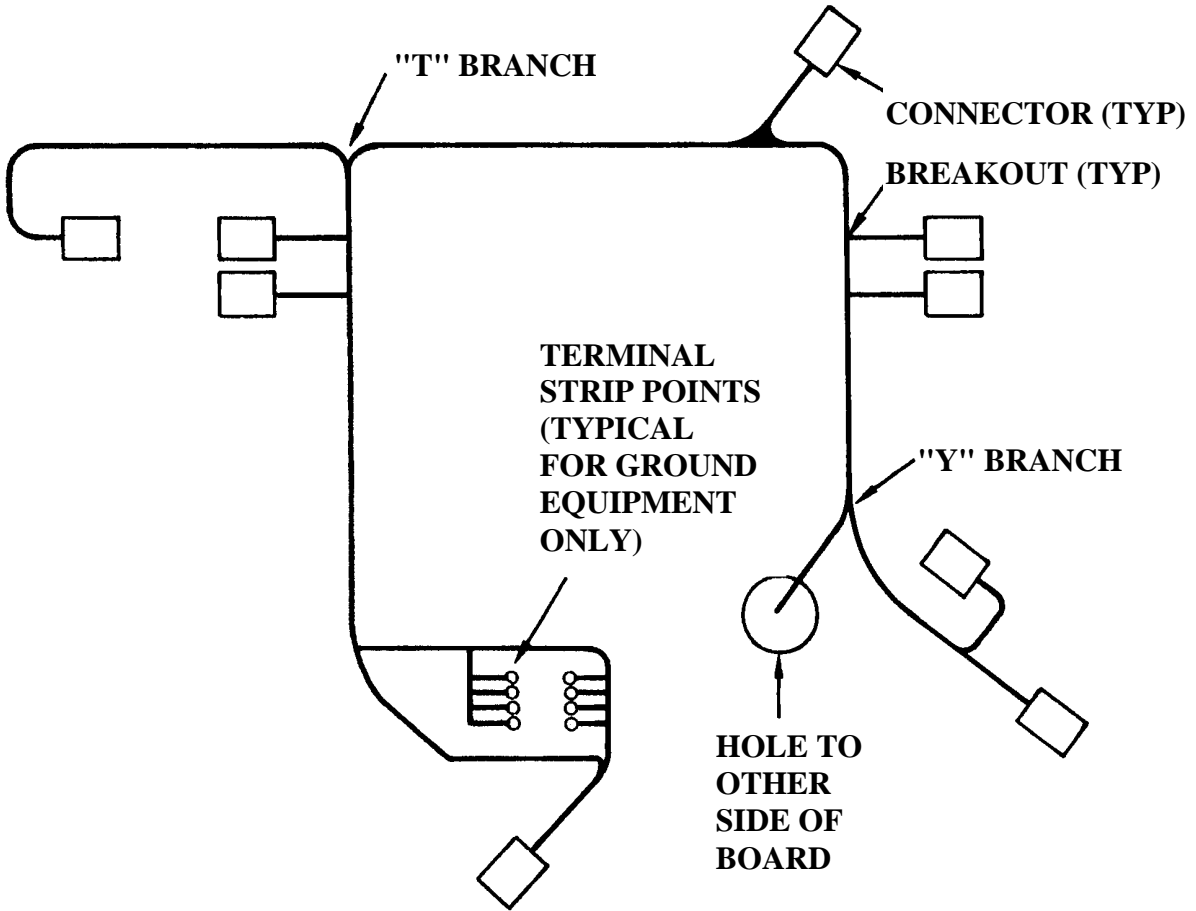 "T" BRANCH
CONNECTOR (TYP)
BREAKOUT (TYP)
TERMINAL
STRIP POINTS
(TYPICAL
FOR GROUND
EQUIPMENT
ONLY)
"Y" BRANCH
HOLE TO
OTHER
SIDE OF
BOARD